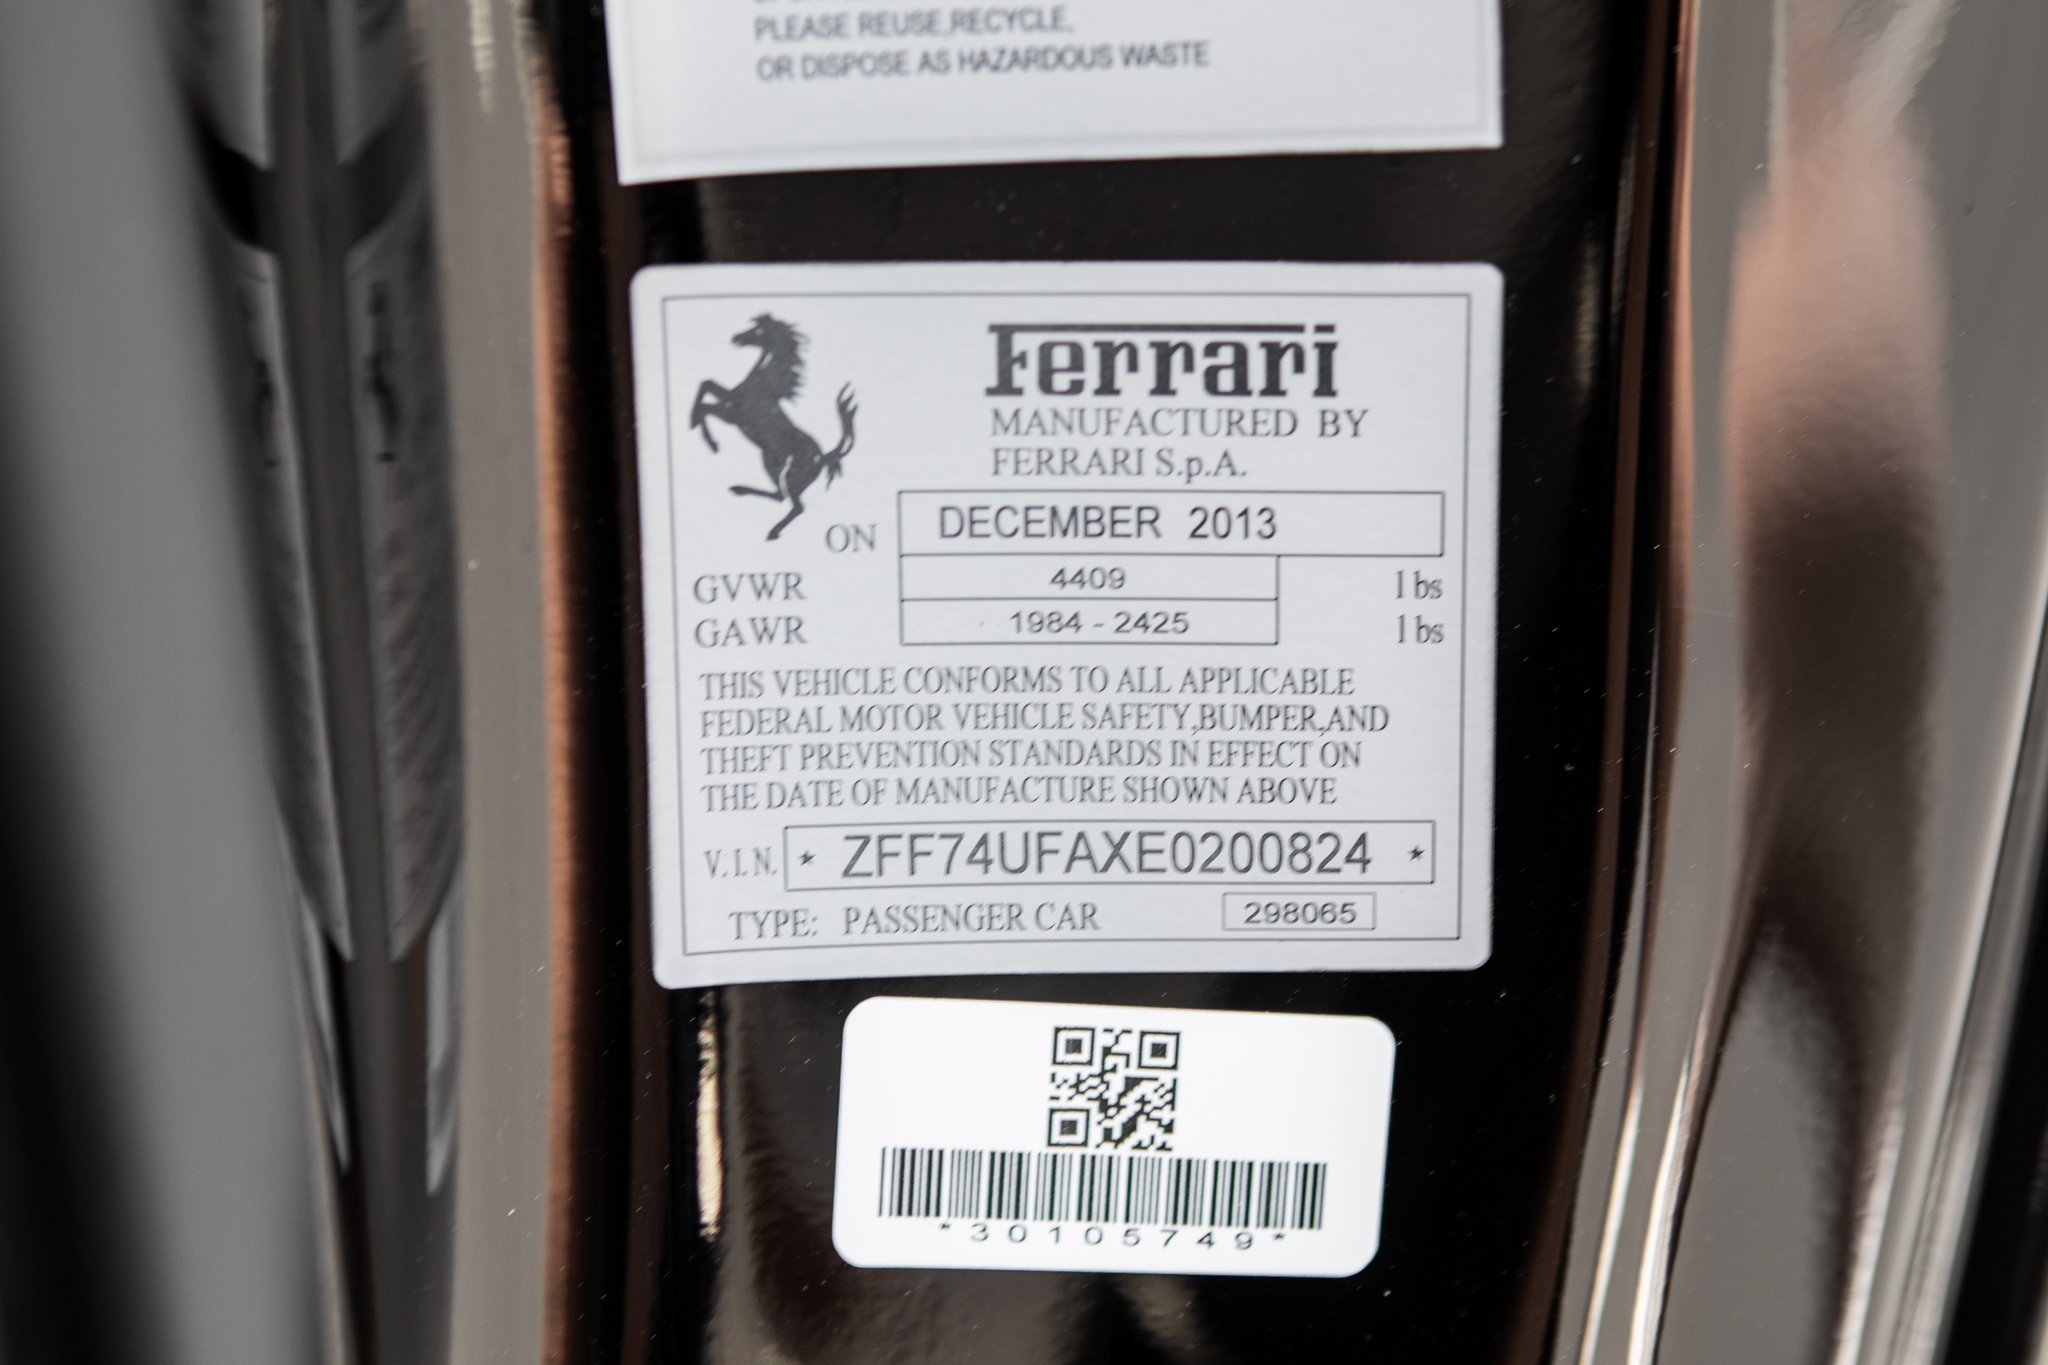 PLEASE REUSE,RECYCLE,
OR DISPOSE AS HAZARDOUS WASTE
Ferrari
MANUFACTURED BY
FERRARI S.p.A.
ON DECEMBER 2013
GVWR 4409 lbs
GAWR 1984 - 2425 lbs
THIS VEHICLE CONFORMS TO ALL APPLICABLE
FEDERAL MOTOR VEHICLE SAFETY,BUMPER,AND
THEFT PREVENTION STANDARDS IN EFFECT ON
THE DATE OF MANUFACTURE SHOWN ABOVE
V.I.N. * ZFF74UFAXE0200824 *
TYPE: PASSENGER CAR 298065
*30105749*